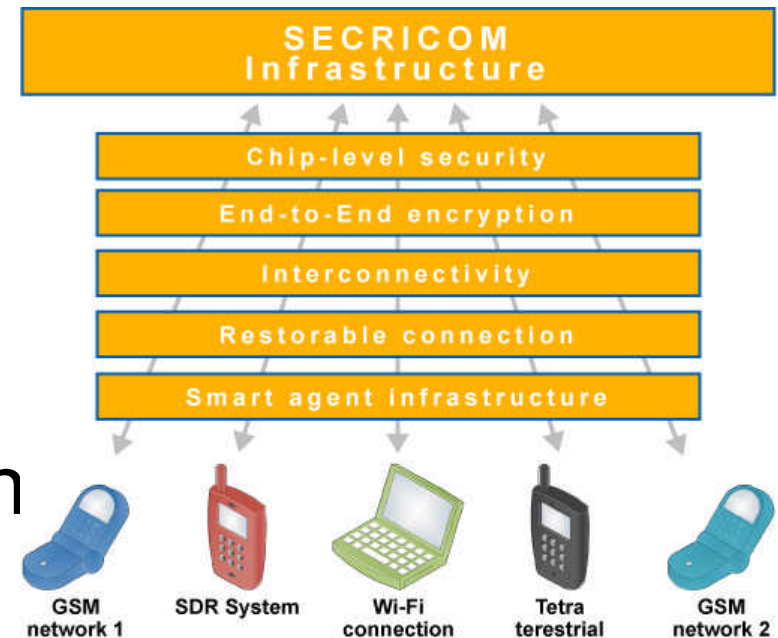 SECRICOM
Infrastructure
Chip-level security
End-to-End encryption
Interconnectivity
Restorable connection
Smart agent infrastructure
n
GSM
network 1
SDR System
Wi-Fi
connection
Tetra
terestrial
GSM
network 2